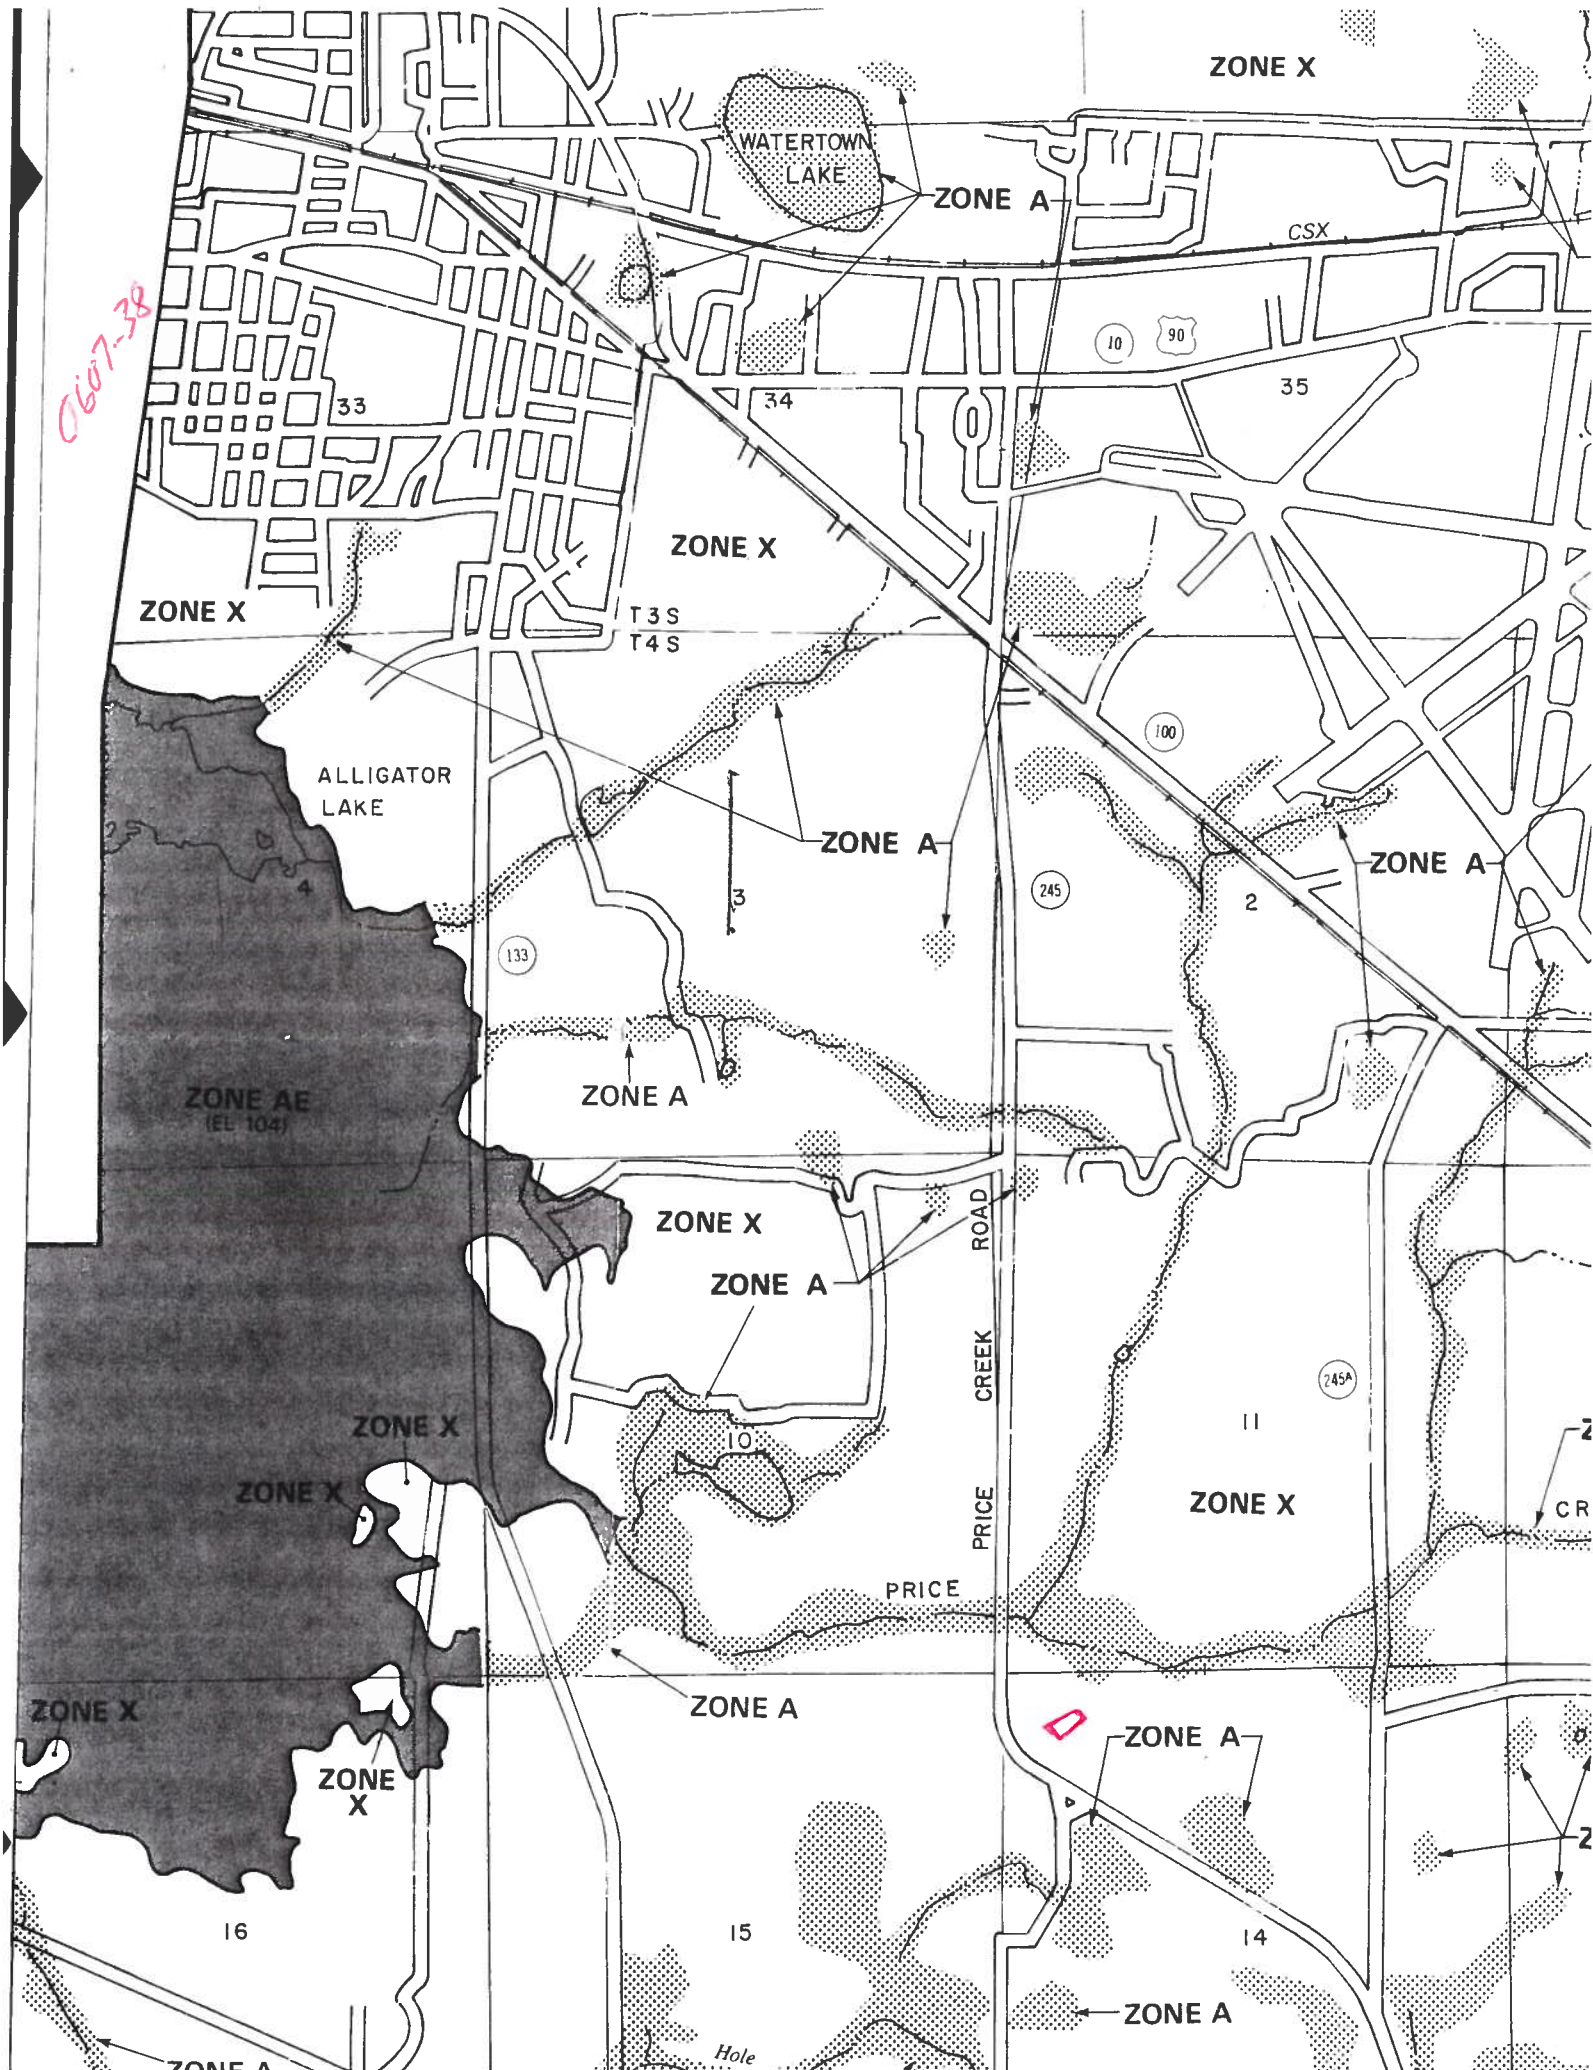 ZONE X
WATERTOWN
LAKE
ZONE A
CSX
0607-38
10
90
33
34
35
ZONE X
ZONE X
T3S
T4S
100
ALLIGATOR
LAKE
ZONE A
ZONE A
4
3
245
2
133
ZONE AE
(EL 104)
ZONE A
ZONE X
ROAD
ZONE A
CREEK
245A
ZONE X
10
11
Z
ZONE X
PRICE
ZONE X
CR
PRICE
ZONE A
ZONE X
ZONE A
ZONE
X
Z
16
15
14
ZONE A
Hole
ZONE A